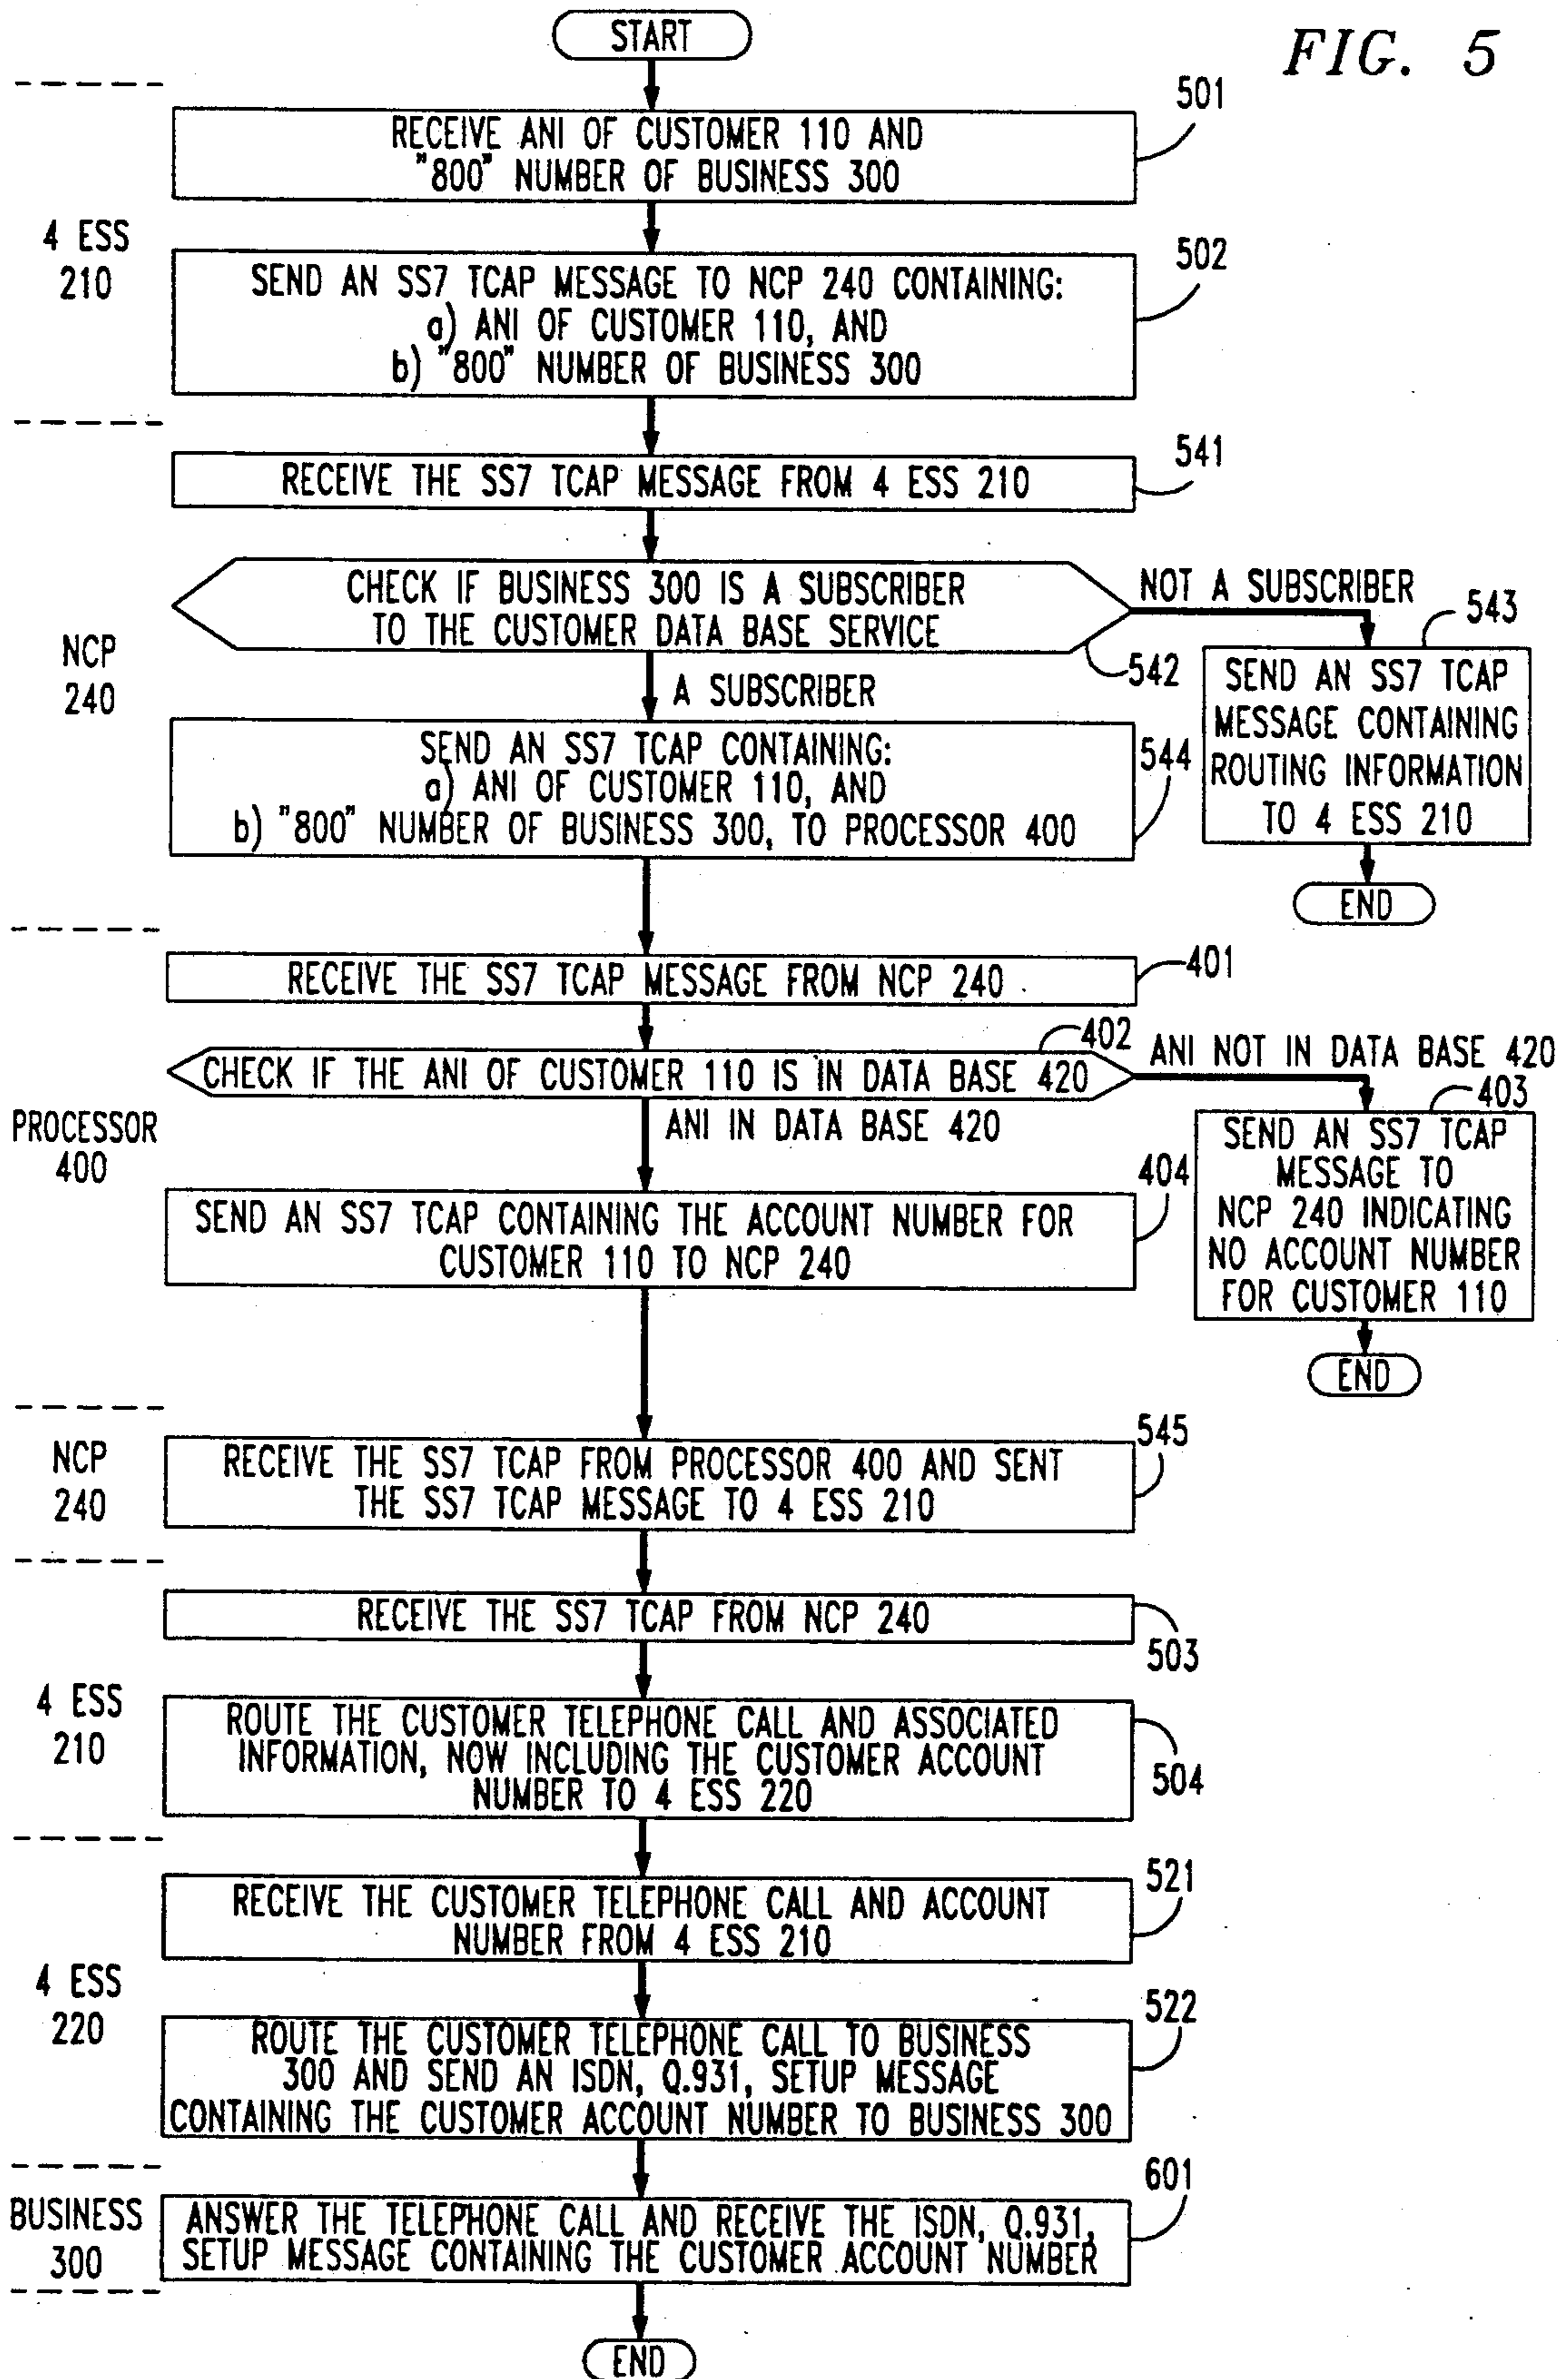 START
FIG. 5
501
RECEIVE ANI OF CUSTOMER 110 AND
"800" NUMBER OF BUSINESS 300
4 ESS
210
502
SEND AN SS7 TCAP MESSAGE TO NCP 240 CONTAINING:
a) ANI OF CUSTOMER 110, AND
b) "800" NUMBER OF BUSINESS 300
541
RECEIVE THE SS7 TCAP MESSAGE FROM 4 ESS 210
CHECK IF BUSINESS 300 IS A SUBSCRIBER
TO THE CUSTOMER DATA BASE SERVICE
542
NOT A SUBSCRIBER
543
SEND AN SS7 TCAP
MESSAGE CONTAINING
ROUTING INFORMATION
TO 4 ESS 210
END
NCP
240
A SUBSCRIBER
SEND AN SS7 TCAP CONTAINING:
a) ANI OF CUSTOMER 110, AND
b) "800" NUMBER OF BUSINESS 300, TO PROCESSOR 400
544
RECEIVE THE SS7 TCAP MESSAGE FROM NCP 240
401
402
CHECK IF THE ANI OF CUSTOMER 110 IS IN DATA BASE 420
ANI NOT IN DATA BASE 420
403
SEND AN SS7 TCAP
MESSAGE TO
NCP 240 INDICATING
NO ACCOUNT NUMBER
FOR CUSTOMER 110
END
PROCESSOR
400
ANI IN DATA BASE 420
404
SEND AN SS7 TCAP CONTAINING THE ACCOUNT NUMBER FOR
CUSTOMER 110 TO NCP 240
NCP
240
545
RECEIVE THE SS7 TCAP FROM PROCESSOR 400 AND SENT
THE SS7 TCAP MESSAGE TO 4 ESS 210
RECEIVE THE SS7 TCAP FROM NCP 240
503
4 ESS
210
ROUTE THE CUSTOMER TELEPHONE CALL AND ASSOCIATED
INFORMATION, NOW INCLUDING THE CUSTOMER ACCOUNT
NUMBER TO 4 ESS 220
504
521
RECEIVE THE CUSTOMER TELEPHONE CALL AND ACCOUNT
NUMBER FROM 4 ESS 210
4 ESS
220
522
ROUTE THE CUSTOMER TELEPHONE CALL TO BUSINESS
300 AND SEND AN ISDN, Q.931, SETUP MESSAGE
CONTAINING THE CUSTOMER ACCOUNT NUMBER TO BUSINESS 300
601
BUSINESS
300
ANSWER THE TELEPHONE CALL AND RECEIVE THE ISDN, Q.931,
SETUP MESSAGE CONTAINING THE CUSTOMER ACCOUNT NUMBER
END